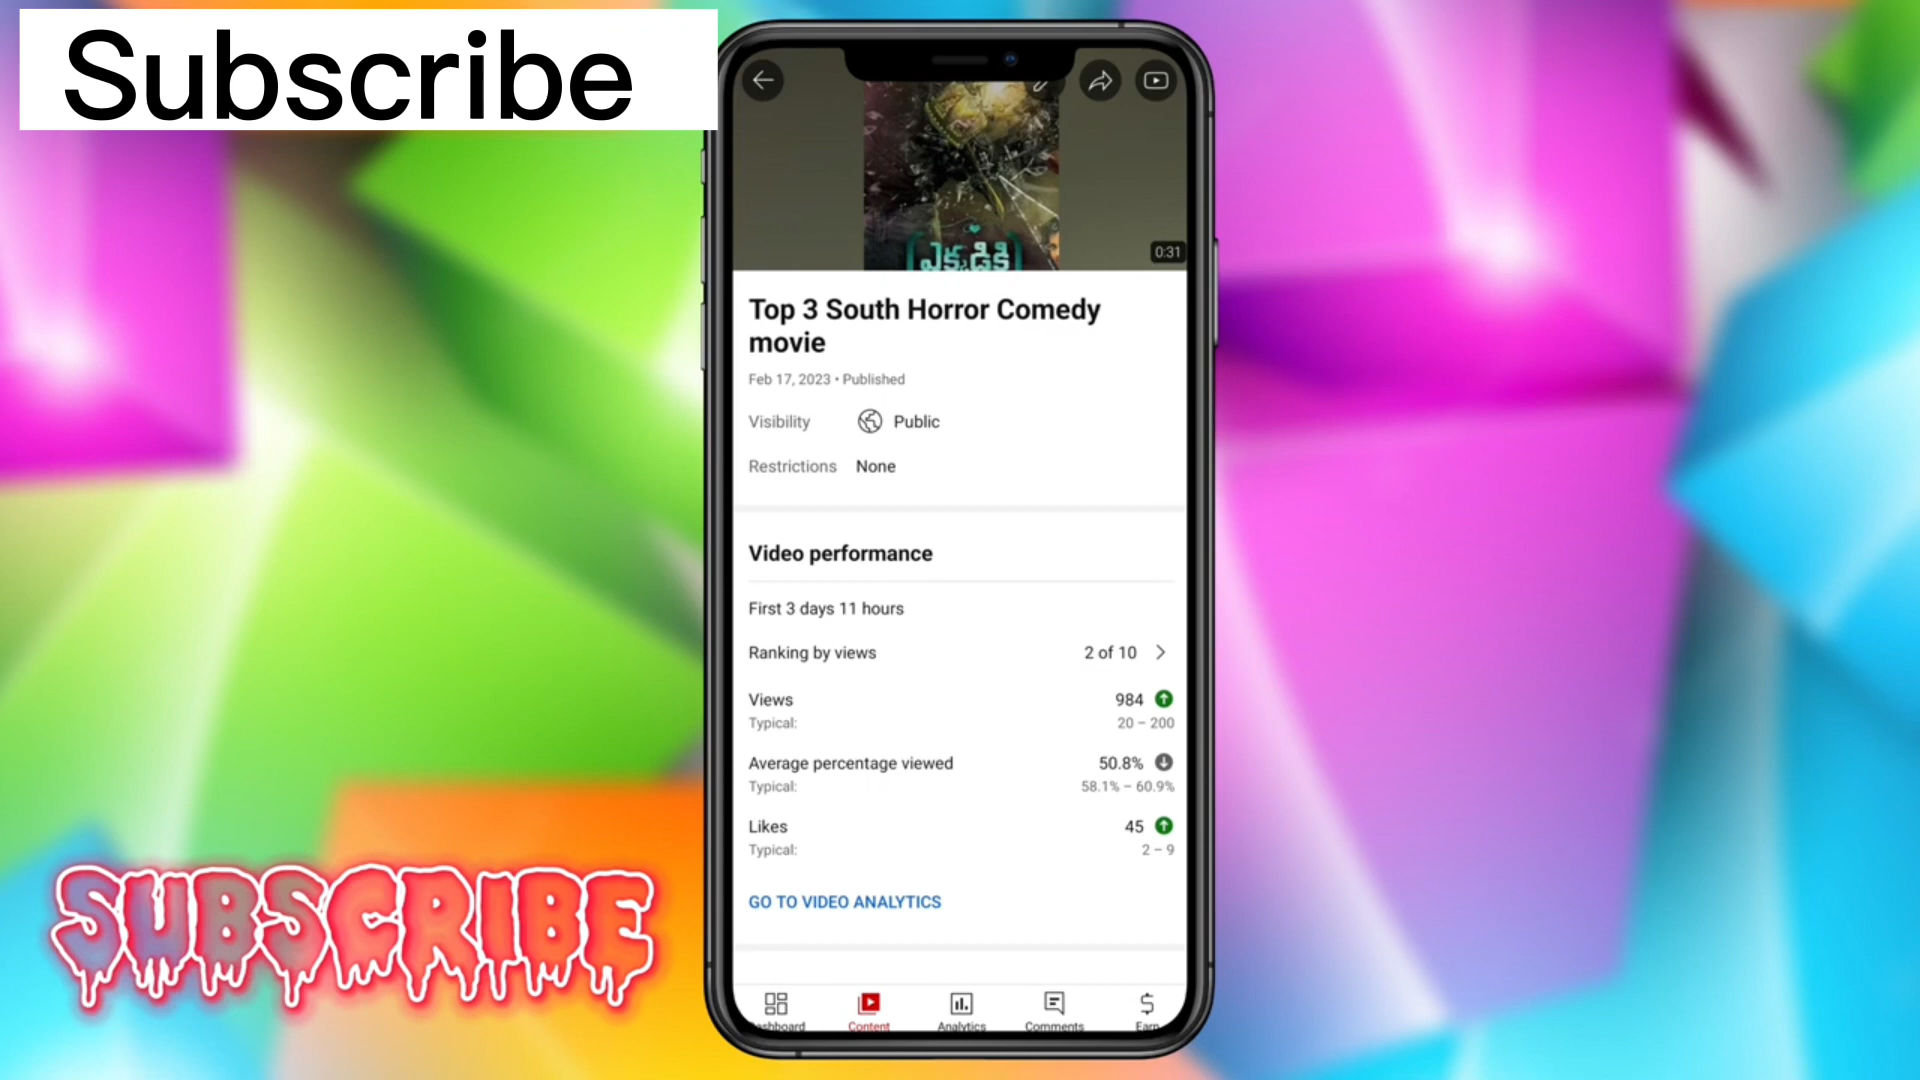 Subscribe
ఎక్కడికి
0:31
Top 3 South Horror Comedy
movie
Feb 17, 2023 • Published
Visibility Public
Restrictions None
Video performance
First 3 days 11 hours
Ranking by views 2 of 10
Views 984
Typical: 20 – 200
Average percentage viewed 50.8%
Typical: 58.1% – 60.9%
Likes 45
Typical: 2 – 9
GO TO VIDEO ANALYTICS
SUBSCRIBE
Content Analytics Comments Earn